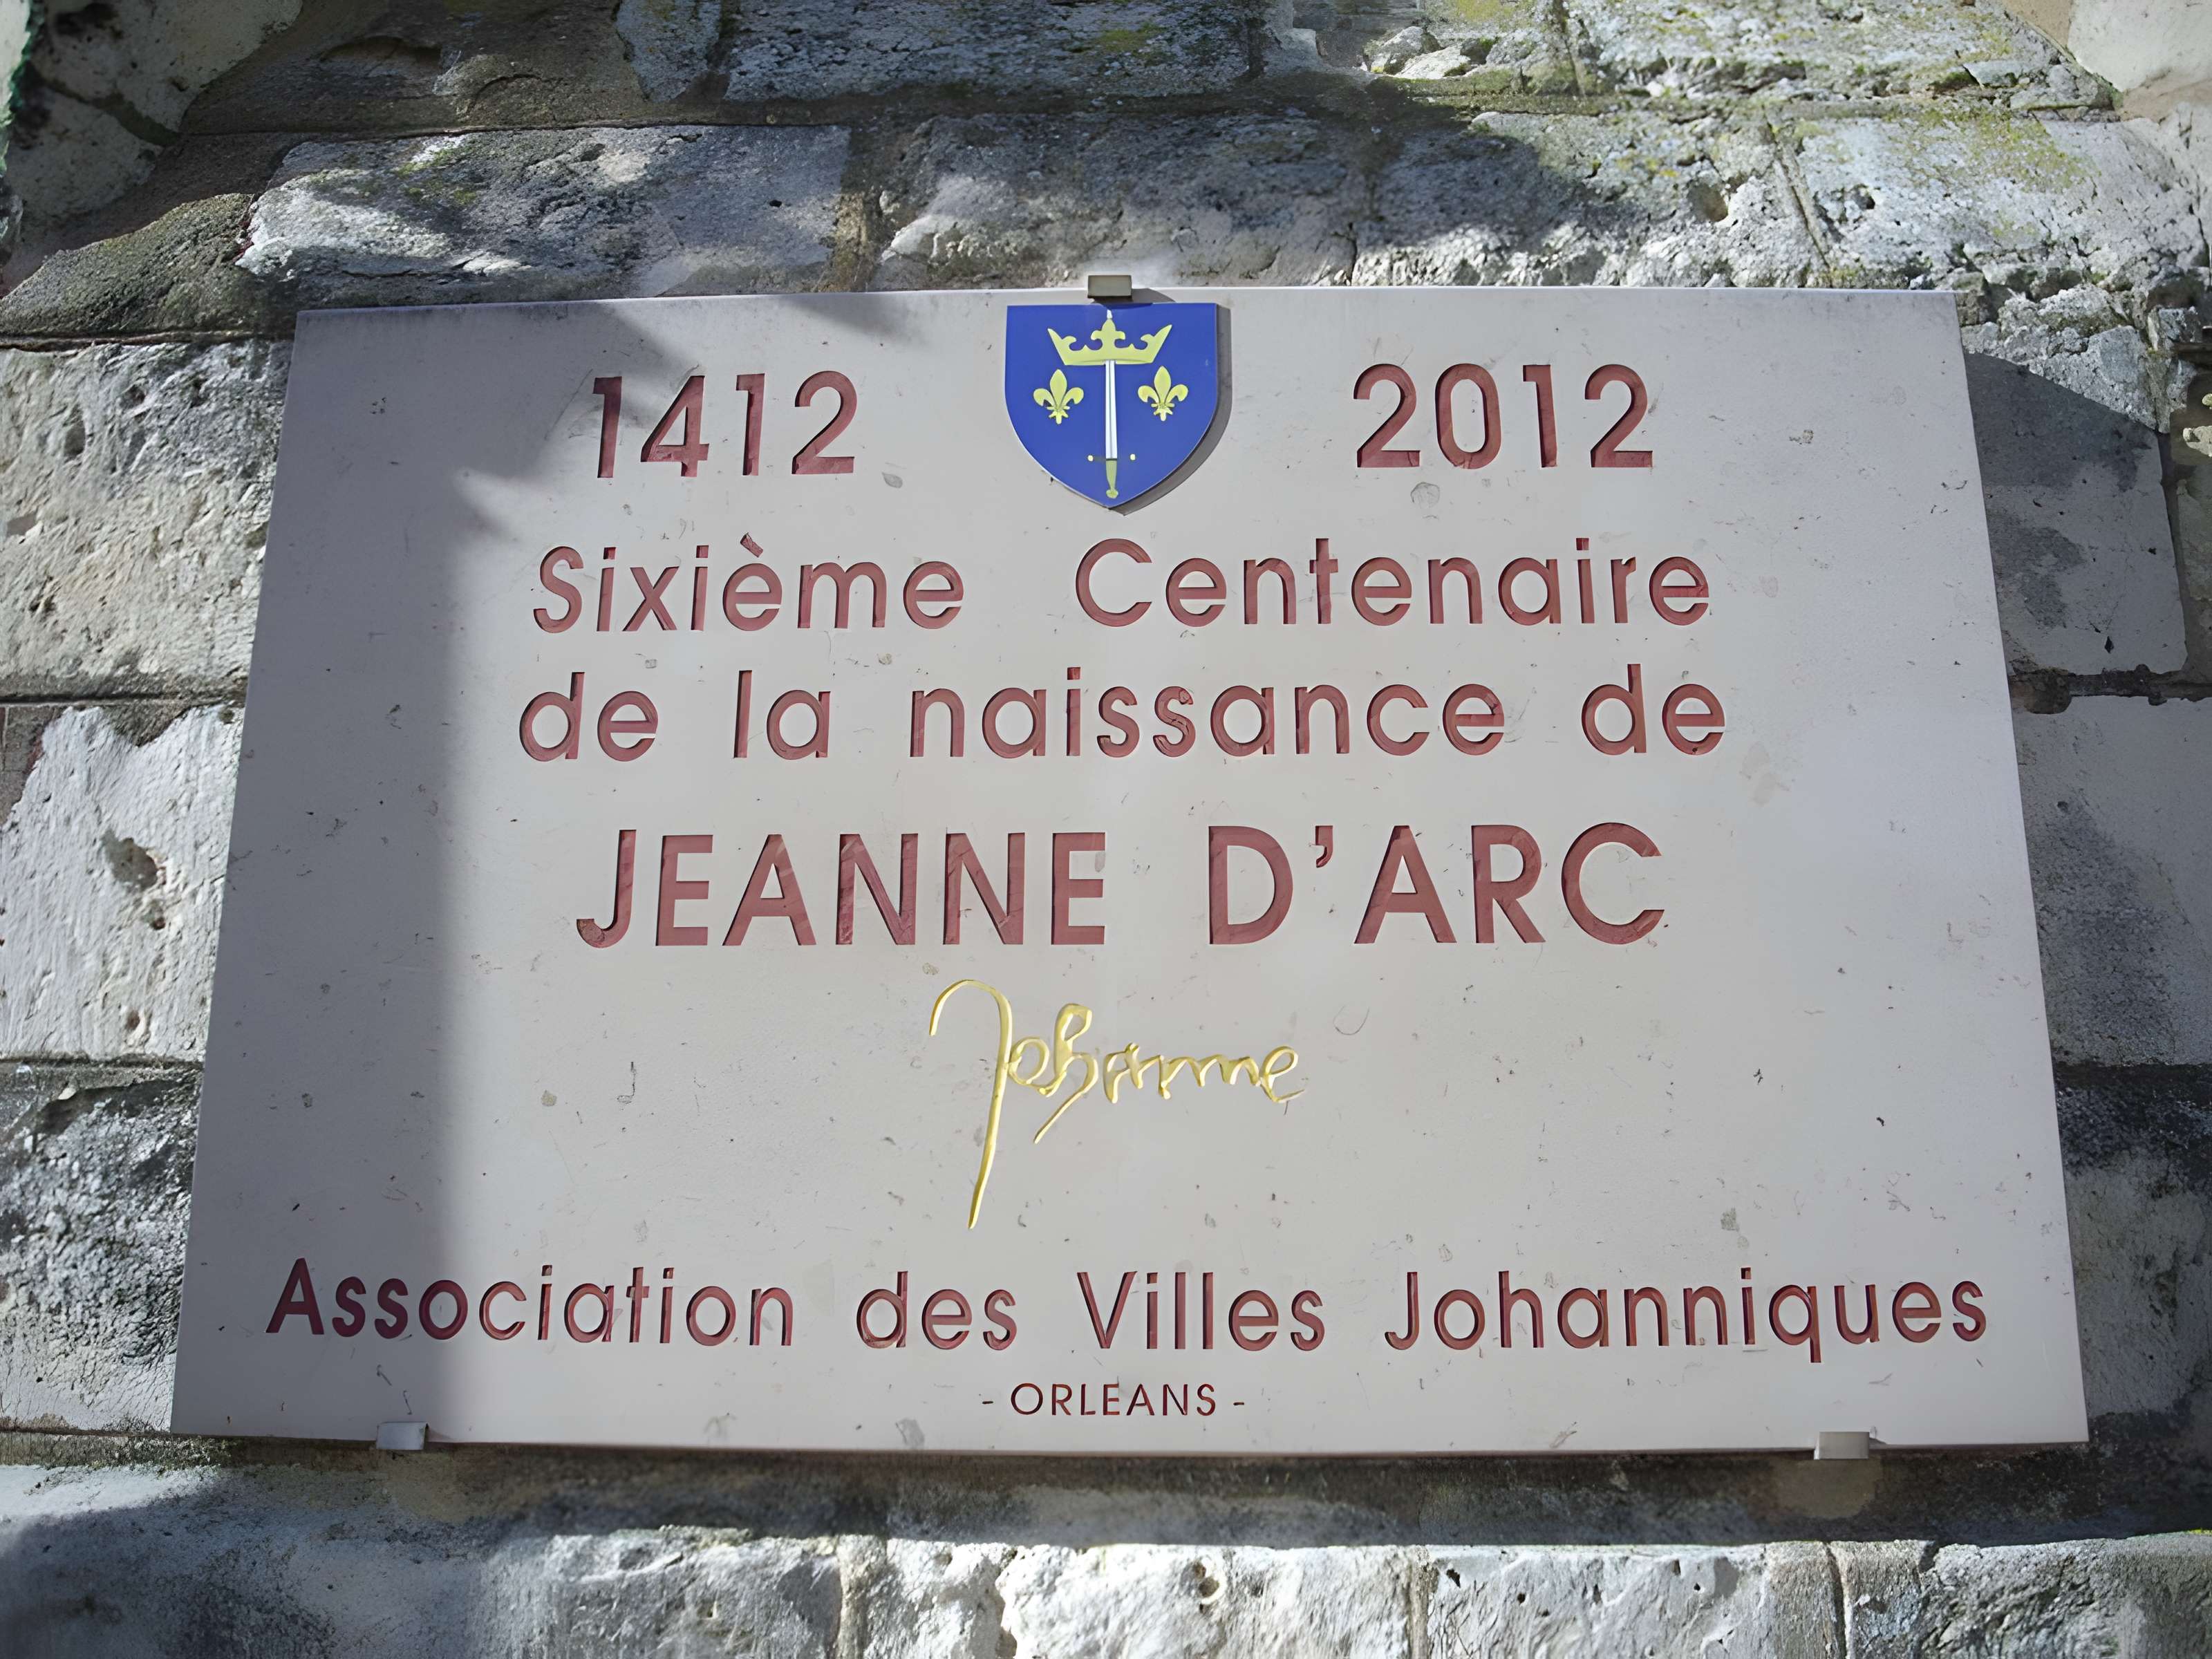 1412 2012
Sixième Centenaire
de la naissance de
JEANNE D'ARC
Jehanne
Association des Villes Johanniques
- ORLEANS -